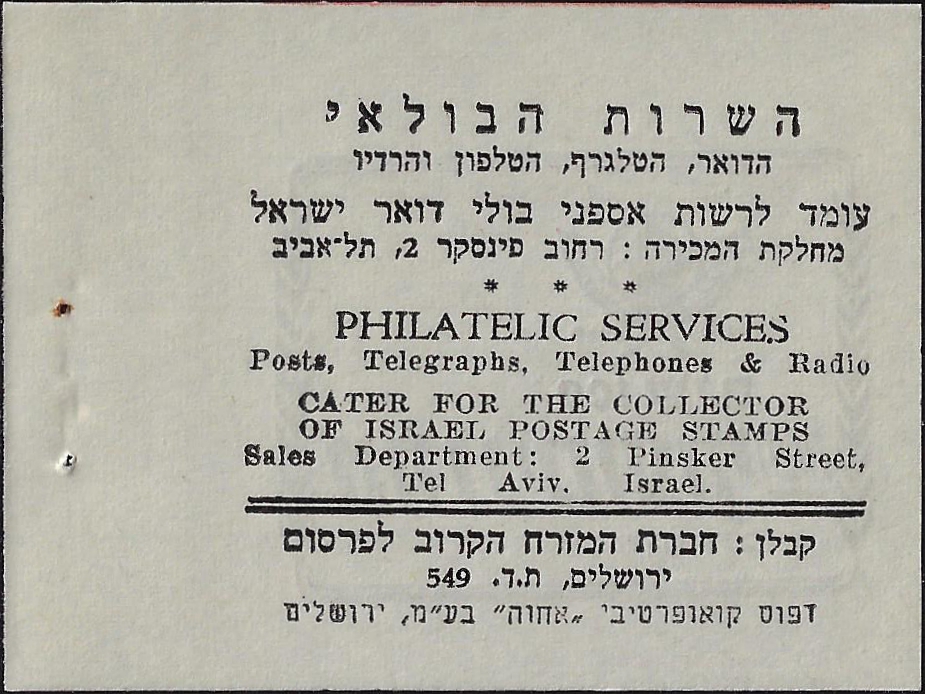 השרות הבולאי
הדואר, הטלגרף, הטלפון והרדיו
עומד לרשות אספני בולי דואר ישראל
מחלקת המכירה : רחוב פינסקר 2, תל־אביב
* * *
PHILATELIC SERVICES
Posts, Telegraphs, Telephones & Radio
CATER FOR THE COLLECTOR
OF ISRAEL POSTAGE STAMPS
Sales Department: 2 Pinsker Street,
Tel Aviv. Israel.
קבלן : חברת המזרח הקרוב לפרסום
ירושלים, ת.ד. 549
דפוס קואופרטיבי „אחוה” בע״מ, ירושלים